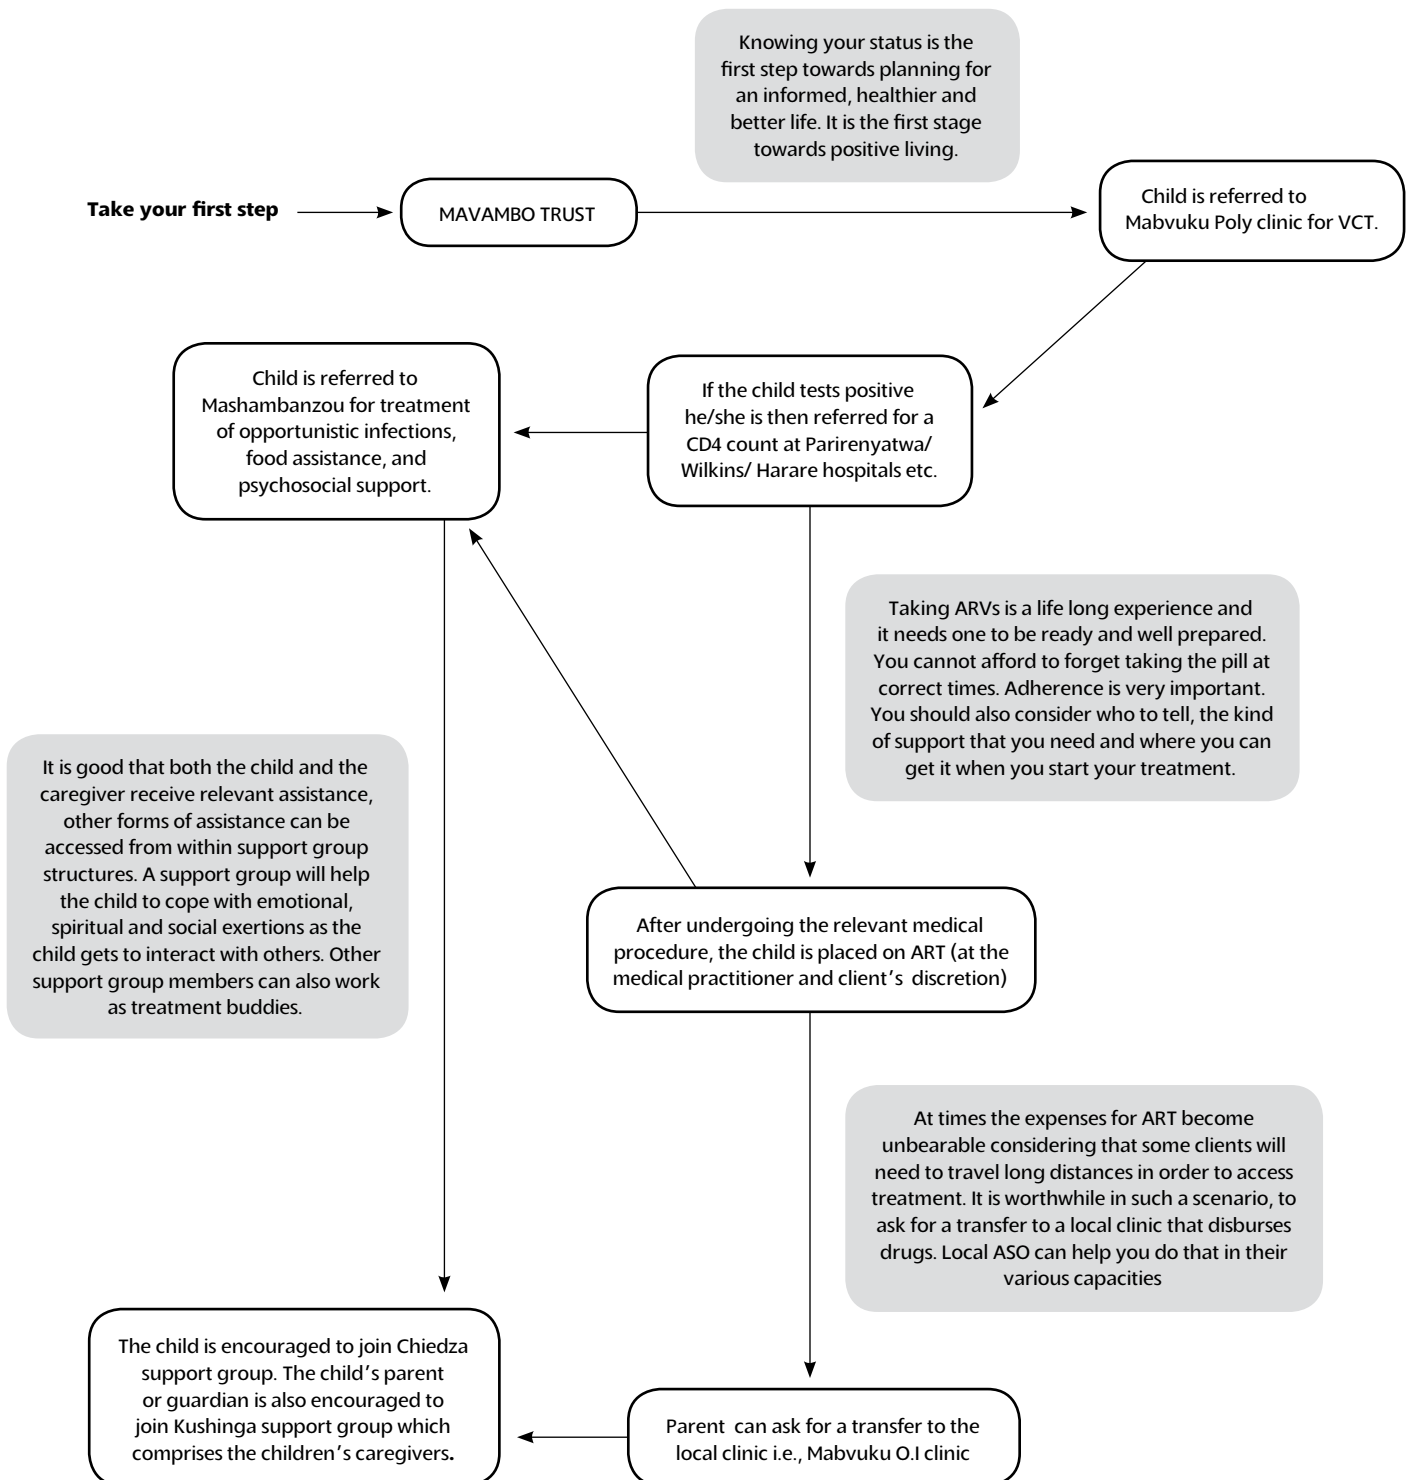 Knowing your status is the
first step towards planning for
an informed, healthier and
better life. It is the first stage
towards positive living.
Take your first step
MAVAMBO TRUST
Child is referred to
Mabvuku Poly clinic for VCT.
Child is referred to
Mashambanzou for treatment
of opportunistic infections,
food assistance, and
psychosocial support.
If the child tests positive
he/she is then referred for a
CD4 count at Parirenyatwa/
Wilkins/ Harare hospitals etc.
Taking ARVs is a life long experience and
it needs one to be ready and well prepared.
You cannot afford to forget taking the pill at
correct times. Adherence is very important.
You should also consider who to tell, the kind
of support that you need and where you can
get it when you start your treatment.
It is good that both the child and the
caregiver receive relevant assistance,
other forms of assistance can be
accessed from within support group
structures. A support group will help
the child to cope with emotional,
spiritual and social exertions as the
child gets to interact with others. Other
support group members can also work
as treatment buddies.
After undergoing the relevant medical
procedure, the child is placed on ART (at the
medical practitioner and client's discretion)
At times the expenses for ART become
unbearable considering that some clients will
need to travel long distances in order to access
treatment. It is worthwhile in such a scenario, to
ask for a transfer to a local clinic that disburses
drugs. Local ASO can help you do that in their
various capacities
The child is encouraged to join Chiedza
support group. The child's parent
or guardian is also encouraged to
join Kushinga support group which
comprises the children's caregivers.
Parent can ask for a transfer to the
local clinic i.e., Mabvuku O.I clinic